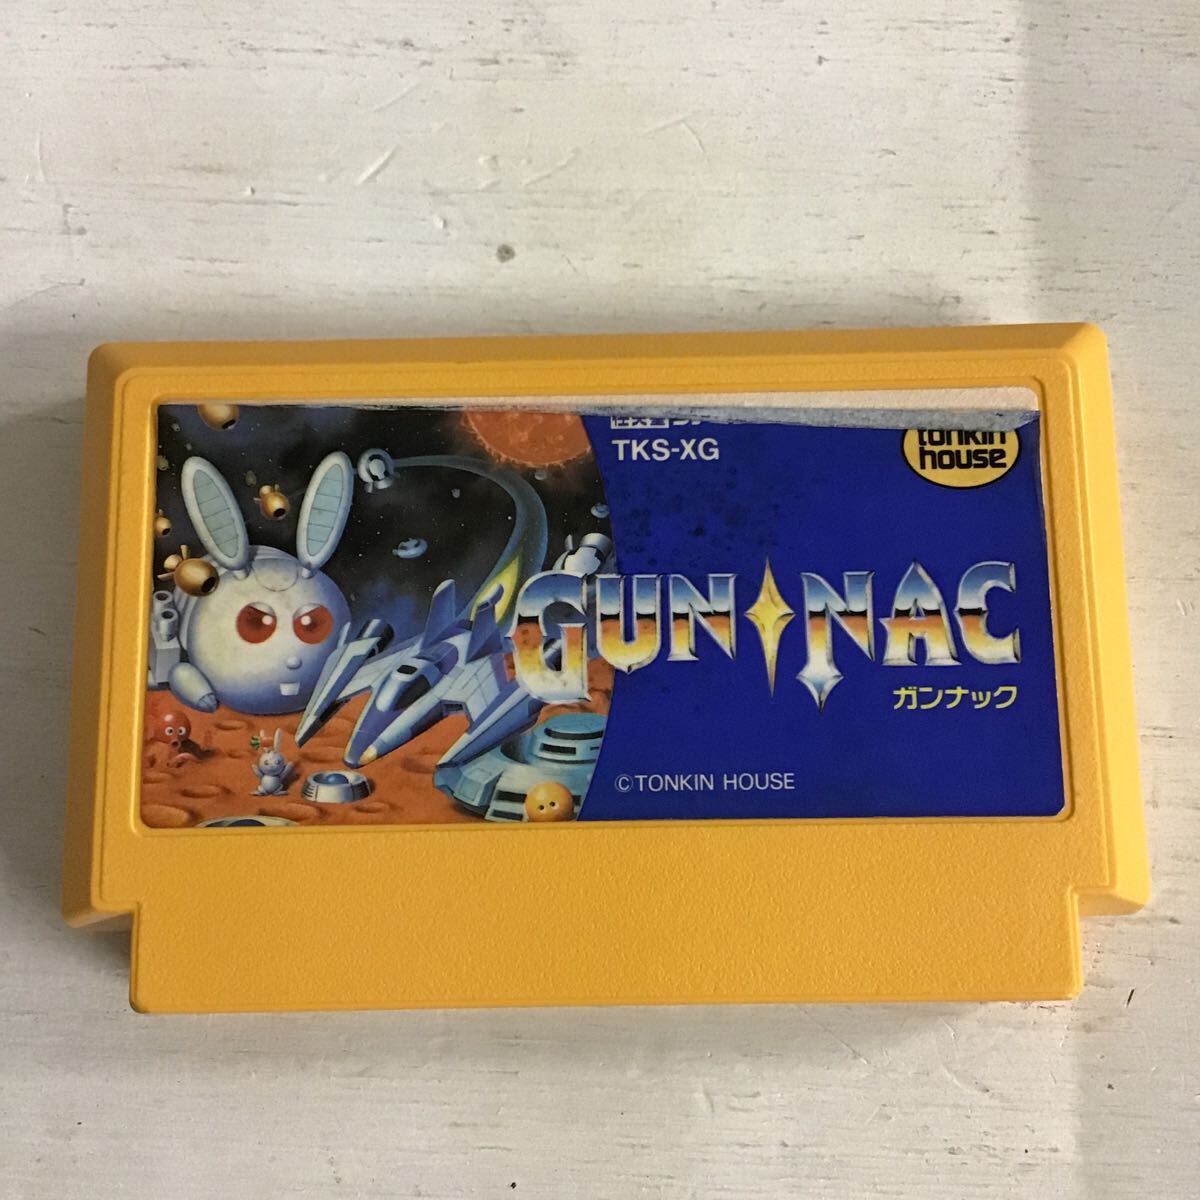 TKS-XG
tonkin
house
GUN NAC
ガンナック
©TONKIN HOUSE